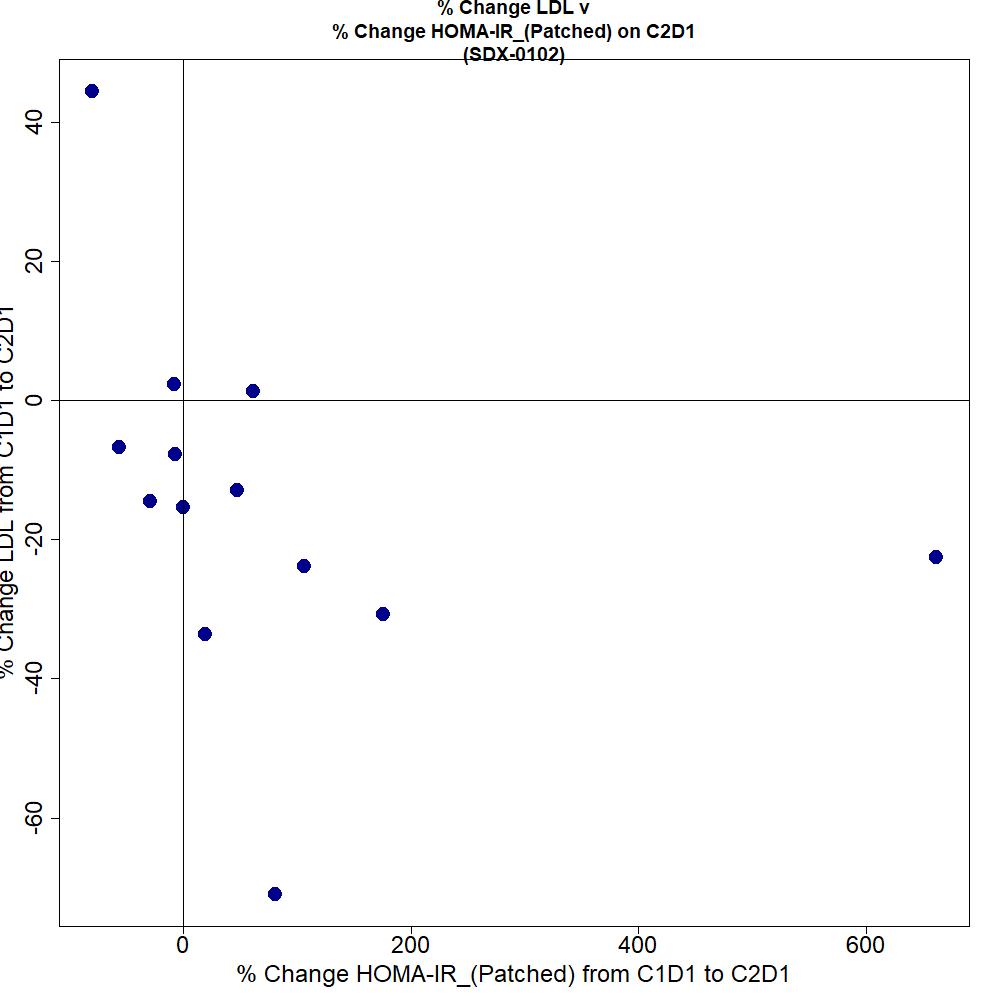 % Change LDL v
% Change HOMA-IR_(Patched) on C2D1
(SDX-0102)
% Change LDL from C1D1 to C2D1
40
20
0
-20
-40
-60
0
200
400
600
% Change HOMA-IR_(Patched) from C1D1 to C2D1